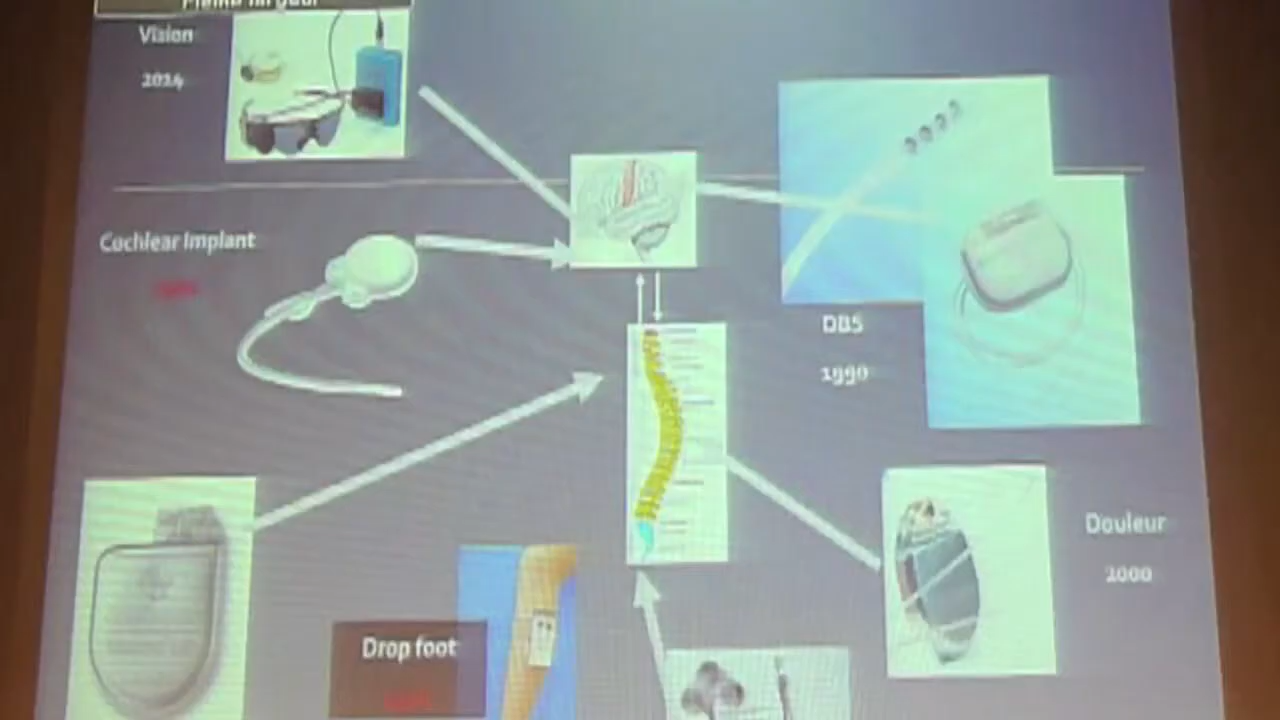 Vision
2014
Cochlear Implant
DBS
1990
Douleur
2000
Drop foot